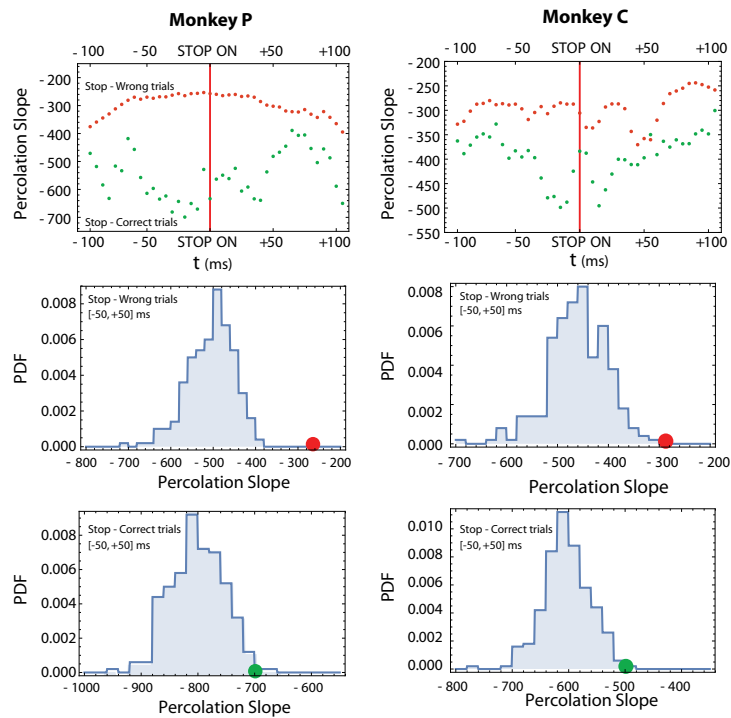 Monkey P
- 100 - 50 STOP ON +50 +100
- 200
- 300
- 400
- 500
- 600
- 700
Percolation Slope
Stop - Wrong trials
Stop - Correct trials
- 100 - 50 STOP ON +50 +100
t (ms)
Monkey C
- 100 - 50 STOP ON +50 +100
- 200
- 250
- 300
- 350
- 400
- 450
- 500
- 550
Percolation Slope
- 100 - 50 STOP ON +50 +100
t (ms)
0.008
0.006
0.004
0.002
0.000
PDF
Stop - Wrong trials
[-50, +50] ms
- 800 - 700 - 600 - 500 - 400 - 300 - 200
Percolation Slope
0.008
0.006
0.004
0.002
0.000
PDF
Stop - Wrong trials
[-50, +50] ms
- 700 - 600 - 500 - 400 - 300 - 200
Percolation Slope
0.008
0.006
0.004
0.002
0.000
PDF
Stop - Correct trials
[-50, +50] ms
- 1000 - 900 - 800 - 700 - 600
Percolation Slope
0.010
0.008
0.006
0.004
0.002
0.000
PDF
Stop - Correct trials
[-50, +50] ms
- 800 - 700 - 600 - 500 - 400
Percolation Slope